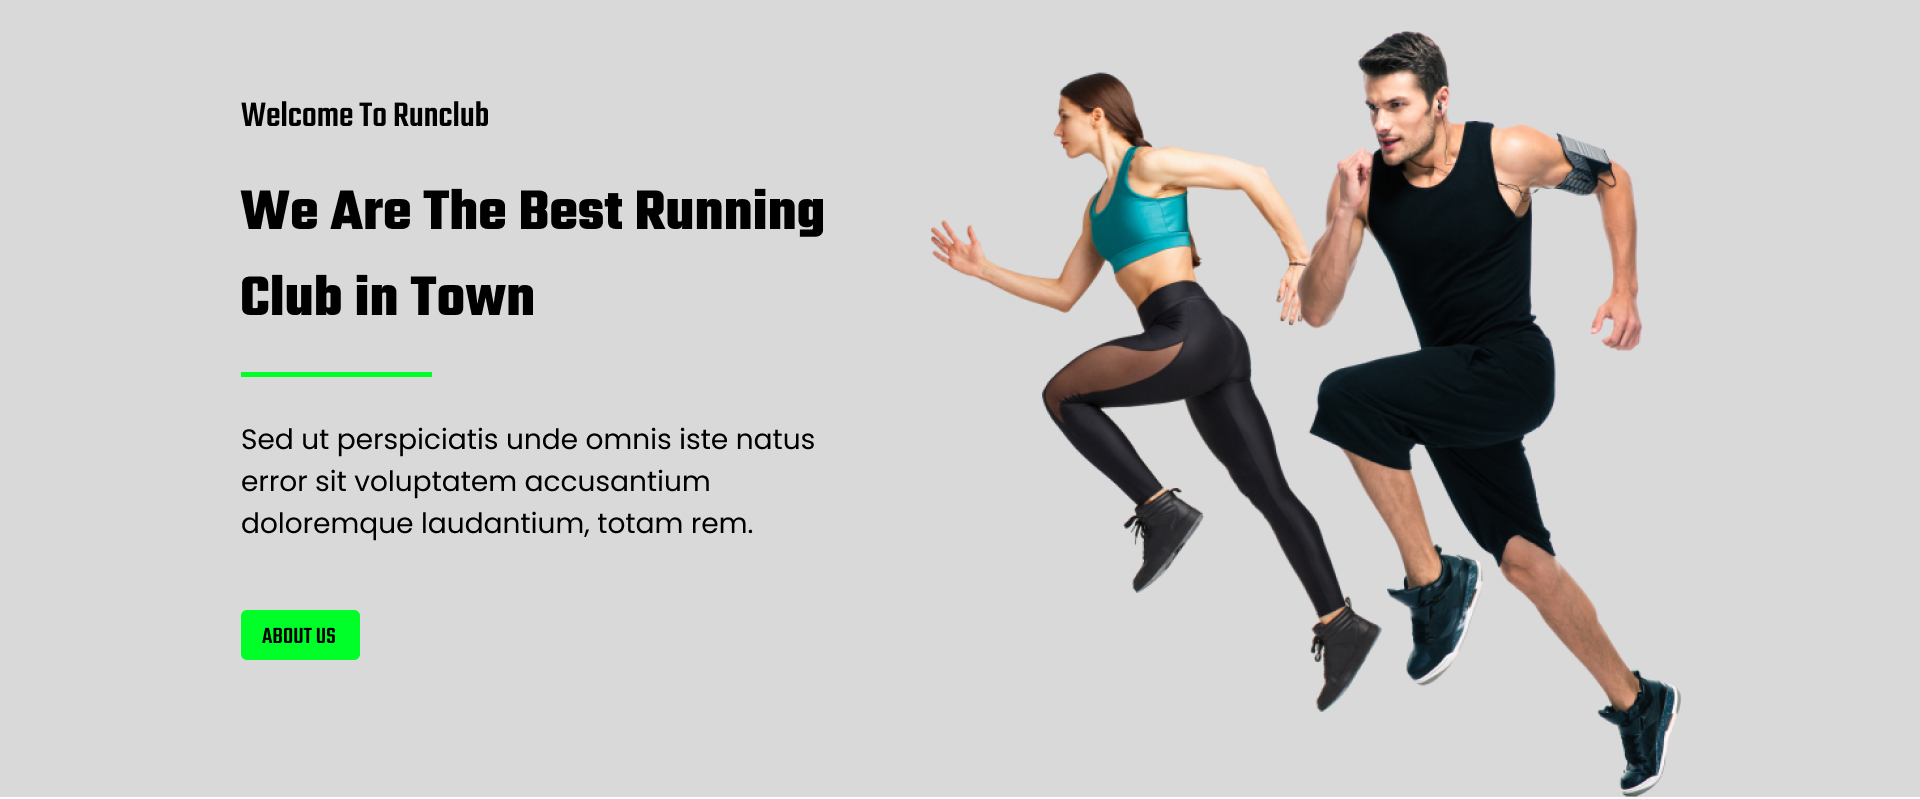 Welcome To Runclub
We Are The Best Running
Club in Town
Sed ut perspiciatis unde omnis iste natus
error sit voluptatem accusantium
doloremque laudantium, totam rem.
ABOUT US